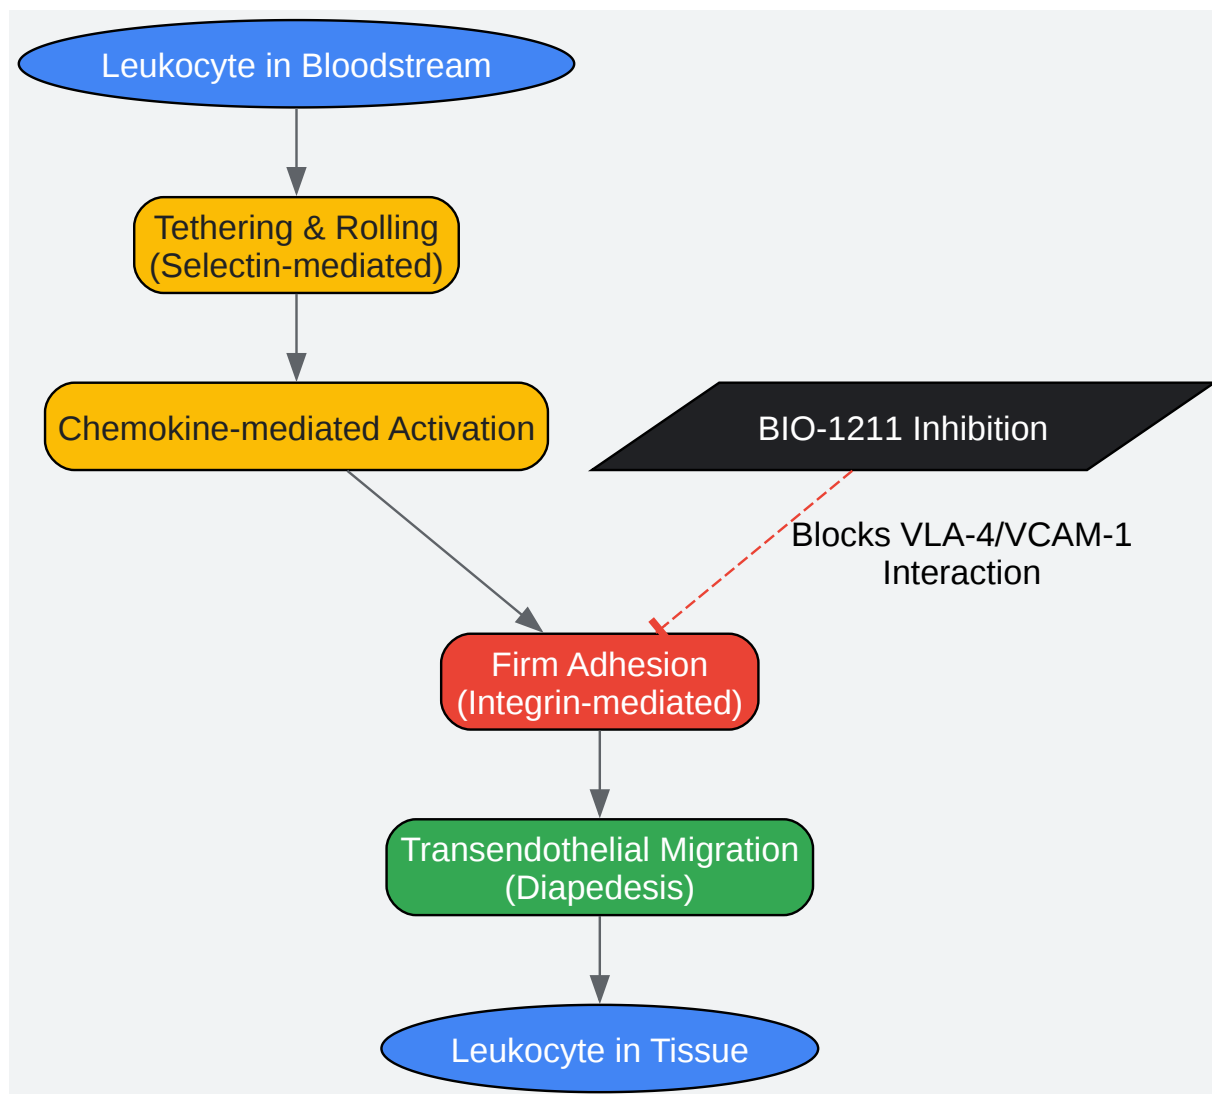 Leukocyte in Bloodstream
Tethering & Rolling
(Selectin-mediated)
Chemokine-mediated Activation
BIO-1211 Inhibition
Blocks VLA-4/VCAM-1
Interaction
Firm Adhesion
(Integrin-mediated)
Transendothelial Migration
(Diapedesis)
Leukocyte in Tissue